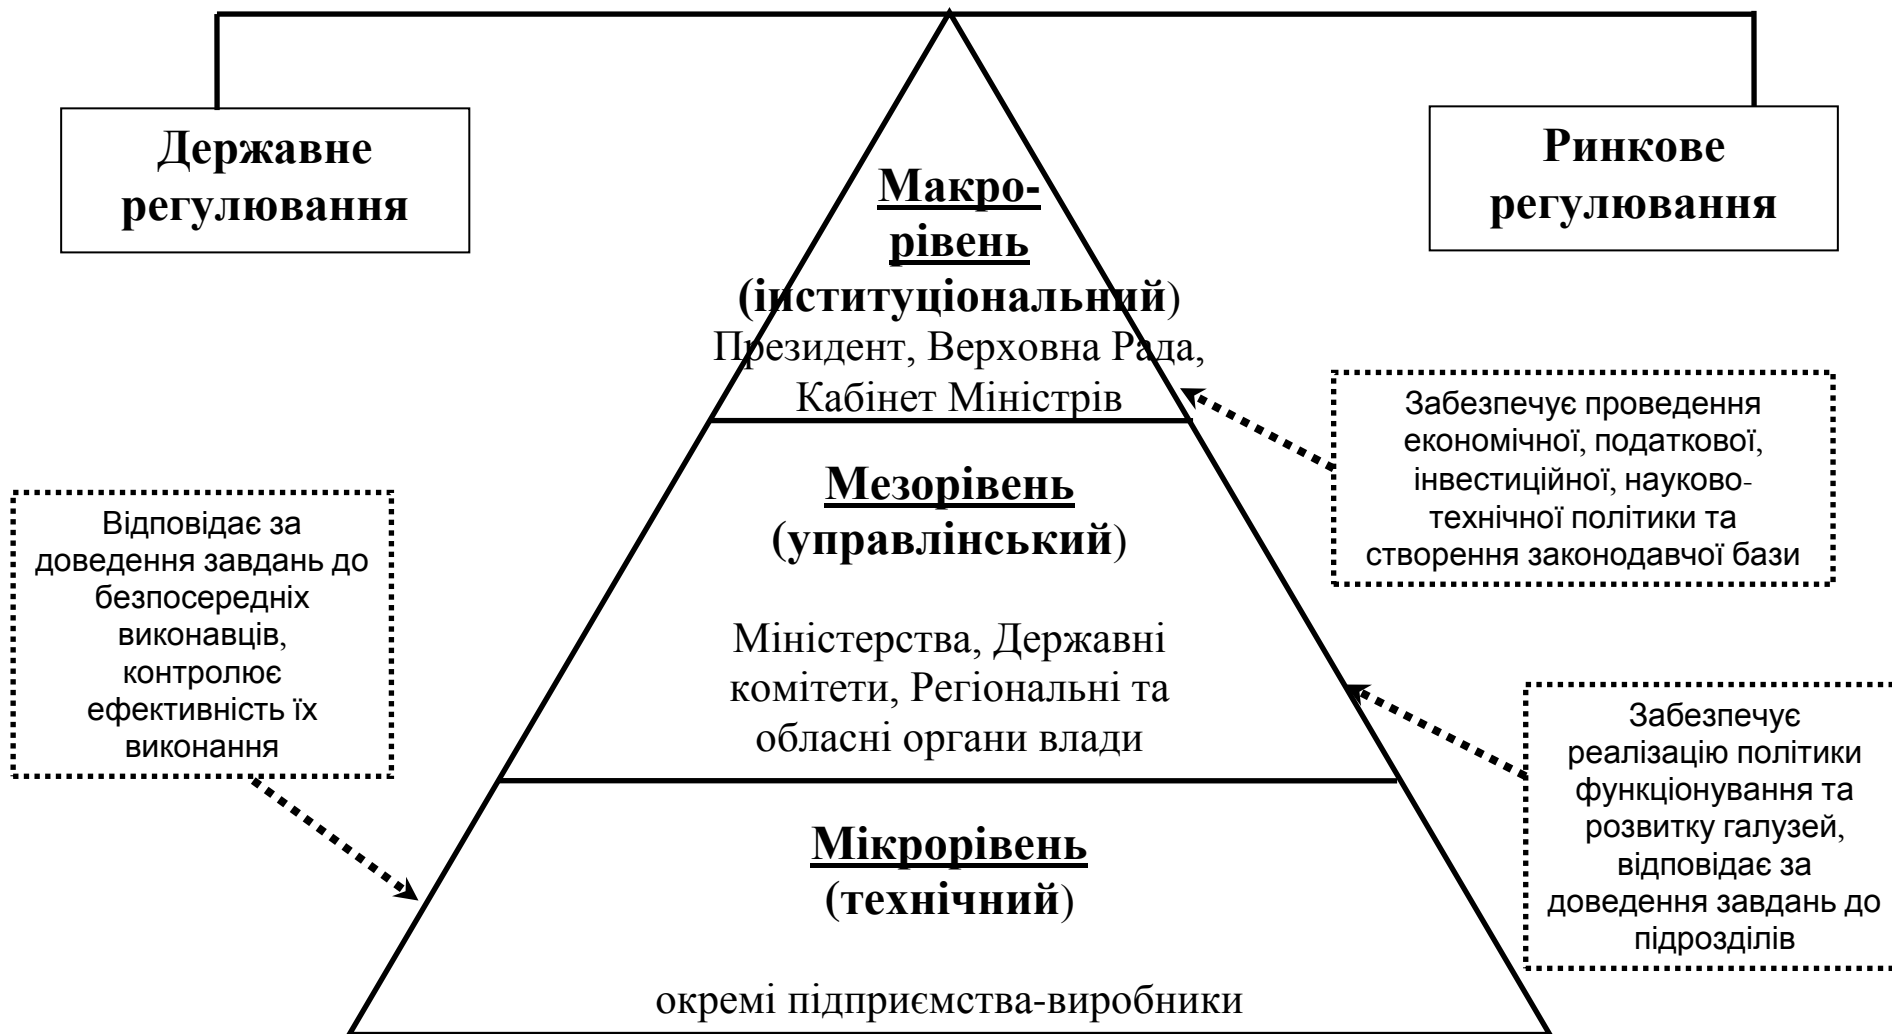 Державне
регулювання
Ринкове
регулювання
Макро-
рівень
(інституціональний)
Президент, Верховна Рада,
Кабінет Міністрів
Забезпечує проведення
економічної, податкової,
інвестиційної, науково-
технічної політики та
створення законодавчої бази
Мезорівень
(управлінський)
Міністерства, Державні
комітети, Регіональні та
обласні органи влади
Відповідає за
доведення завдань до
безпосередніх
виконавців,
контролює
ефективність їх
виконання
Забезпечує
реалізацію політики
функціонування та
розвитку галузей,
відповідає за
доведення завдань до
підрозділів
Мікрорівень
(технічний)
окремі підприємства-виробники